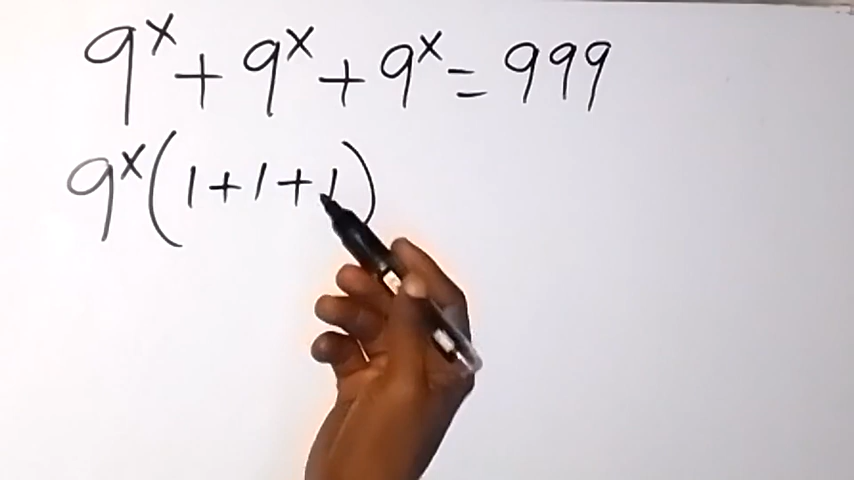 9^x + 9^x + 9^x = 999
9^x (1 + 1 + 1)